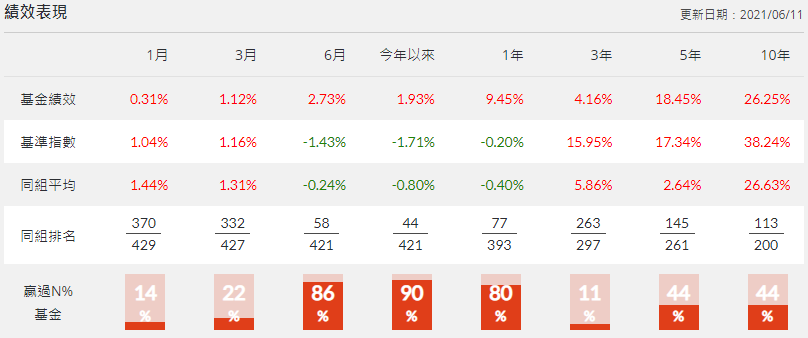 績效表現 更新日期：2021/06/11
1月 3月 6月 今年以來 1年 3年 5年 10年
基金績效 0.31% 1.12% 2.73% 1.93% 9.45% 4.16% 18.45% 26.25%
基準指數 1.04% 1.16% -1.43% -1.71% -0.20% 15.95% 17.34% 38.24%
同組平均 1.44% 1.31% -0.24% -0.80% -0.40% 5.86% 2.64% 26.63%
370 332 58 44 77 263 145 113
同組排名
429 427 421 421 393 297 261 200
贏過N% 14 22 86 90 80 11 44 44
基金 % % % % % % % %